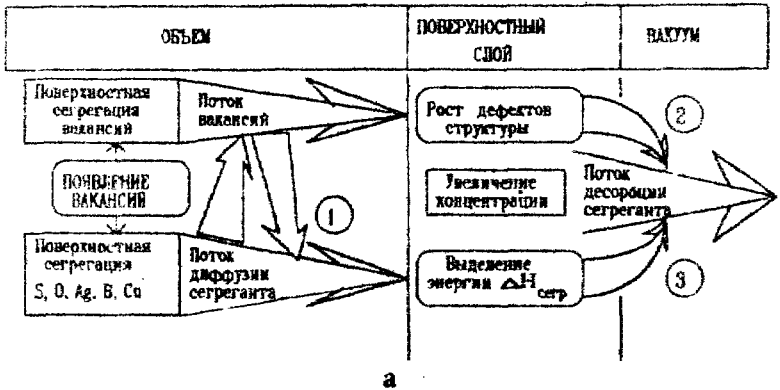 ОБЪЕМ
ПОВЕРХНОСТНЫЙ
СЛОЙ
ВАКУУМ
Поверхностная
сегрегация
вакансий
Поток
вакансий
Рост дефектов
структуры
2
ПОЯВЛЕНИЕ
ВАКАНСИЙ
1
Увеличение
концентрации
Поток
десорбции
сегреганта
Поверхностная
сегрегация
S, O, Ag, B, Cu
Поток
диффузии
сегреганта
Выделение
энергии ΔH сегр
3
а